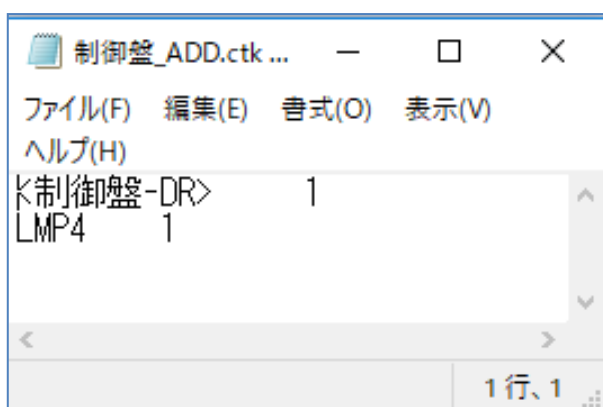 制御盤_ADD.ctk ...
ファイル(F) 編集(E) 書式(O) 表示(V)
ヘルプ(H)
<制御盤-DR> 1
LMP4 1
1 行、1